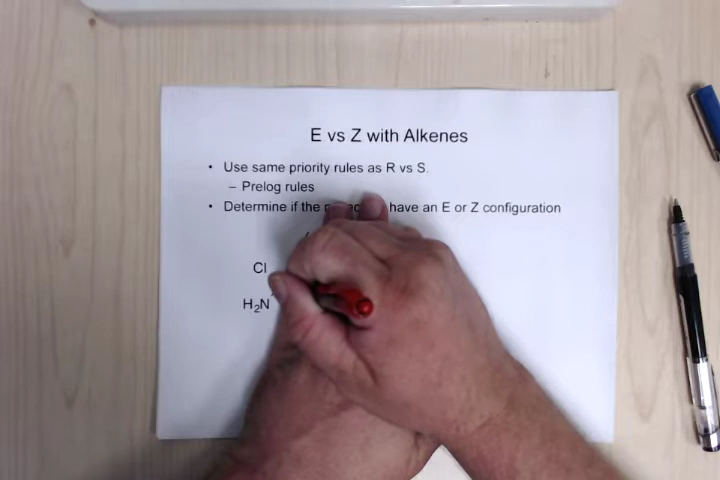 E vs Z with Alkenes
• Use same priority rules as R vs S.
– Prelog rules
• Determine if the have an E or Z configuration
Cl
H₂N